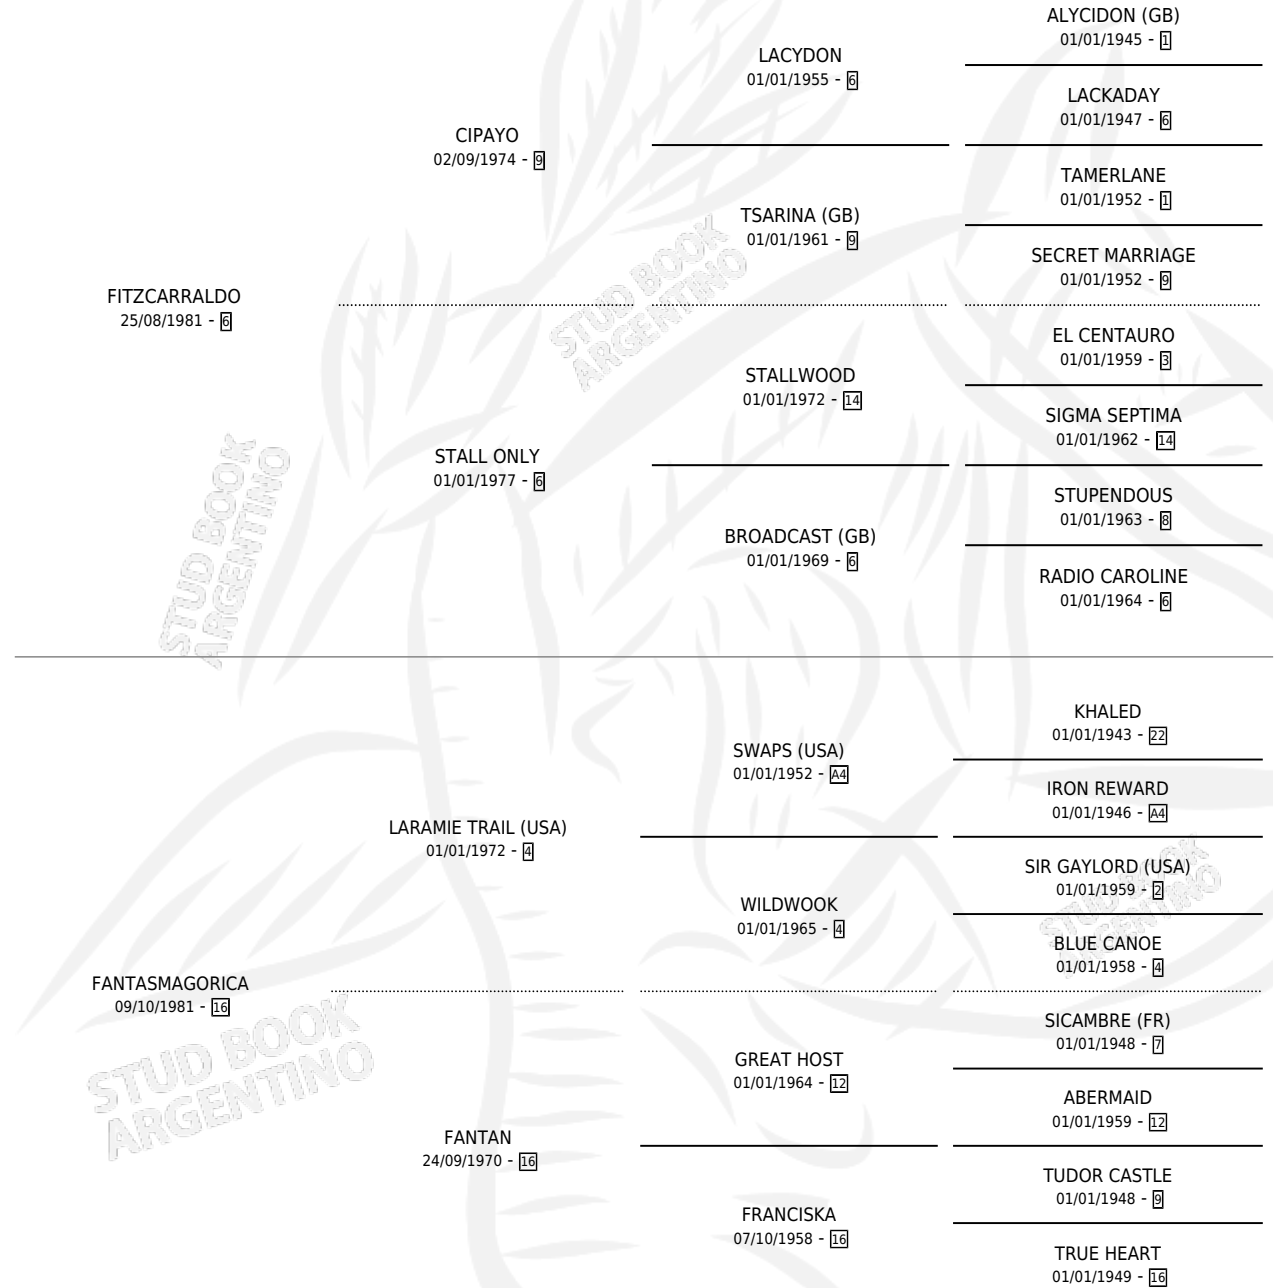 ALYCIDON (GB)
01/01/1945 - 1
LACYDON
01/01/1955 - 6
LACKADAY
01/01/1947 - 6
CIPAYO
02/09/1974 - 9
TAMERLANE
01/01/1952 - 1
TSARINA (GB)
01/01/1961 - 9
SECRET MARRIAGE
01/01/1952 - 9
FITZCARRALDO
25/08/1981 - 6
EL CENTAURO
01/01/1959 - 3
STALLWOOD
01/01/1972 - 14
SIGMA SEPTIMA
01/01/1962 - 14
STALL ONLY
01/01/1977 - 6
STUPENDOUS
01/01/1963 - 8
BROADCAST (GB)
01/01/1969 - 6
RADIO CAROLINE
01/01/1964 - 6
KHALED
01/01/1943 - 22
SWAPS (USA)
01/01/1952 - A4
IRON REWARD
01/01/1946 - A4
LARAMIE TRAIL (USA)
01/01/1972 - 4
SIR GAYLORD (USA)
01/01/1959 - 2
WILDWOOK
01/01/1965 - 4
BLUE CANOE
01/01/1958 - 4
FANTASMAGORICA
09/10/1981 - 16
SICAMBRE (FR)
01/01/1948 - 7
GREAT HOST
01/01/1964 - 12
ABERMAID
01/01/1959 - 12
FANTAN
24/09/1970 - 16
TUDOR CASTLE
01/01/1948 - 9
FRANCISKA
07/10/1958 - 16
TRUE HEART
01/01/1949 - 16
STUD BOOK
ARGENTINO
STUD BOOK
ARGENTINO
STUD BOOK
ARGENTINO
STUD BOOK
ARGENTINO